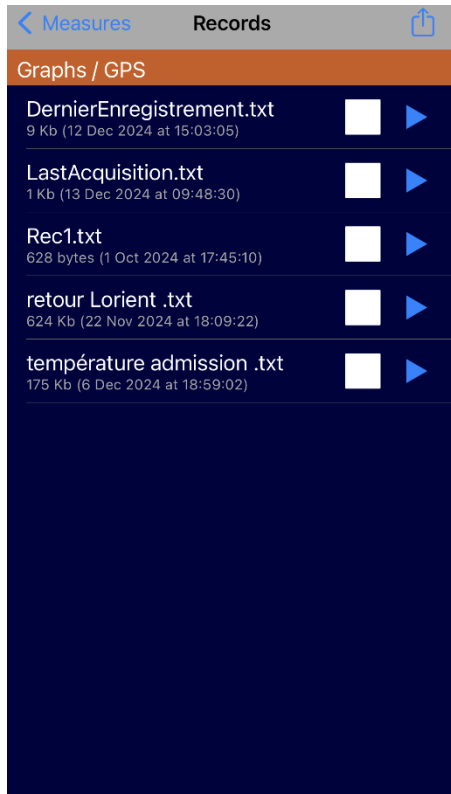 Measures
Records
Graphs / GPS
DernierEnregistrement.txt
9 Kb (12 Dec 2024 at 15:03:05)
LastAcquisition.txt
1 Kb (13 Dec 2024 at 09:48:30)
Rec1.txt
628 bytes (1 Oct 2024 at 17:45:10)
retour Lorient .txt
624 Kb (22 Nov 2024 at 18:09:22)
température admission .txt
175 Kb (6 Dec 2024 at 18:59:02)